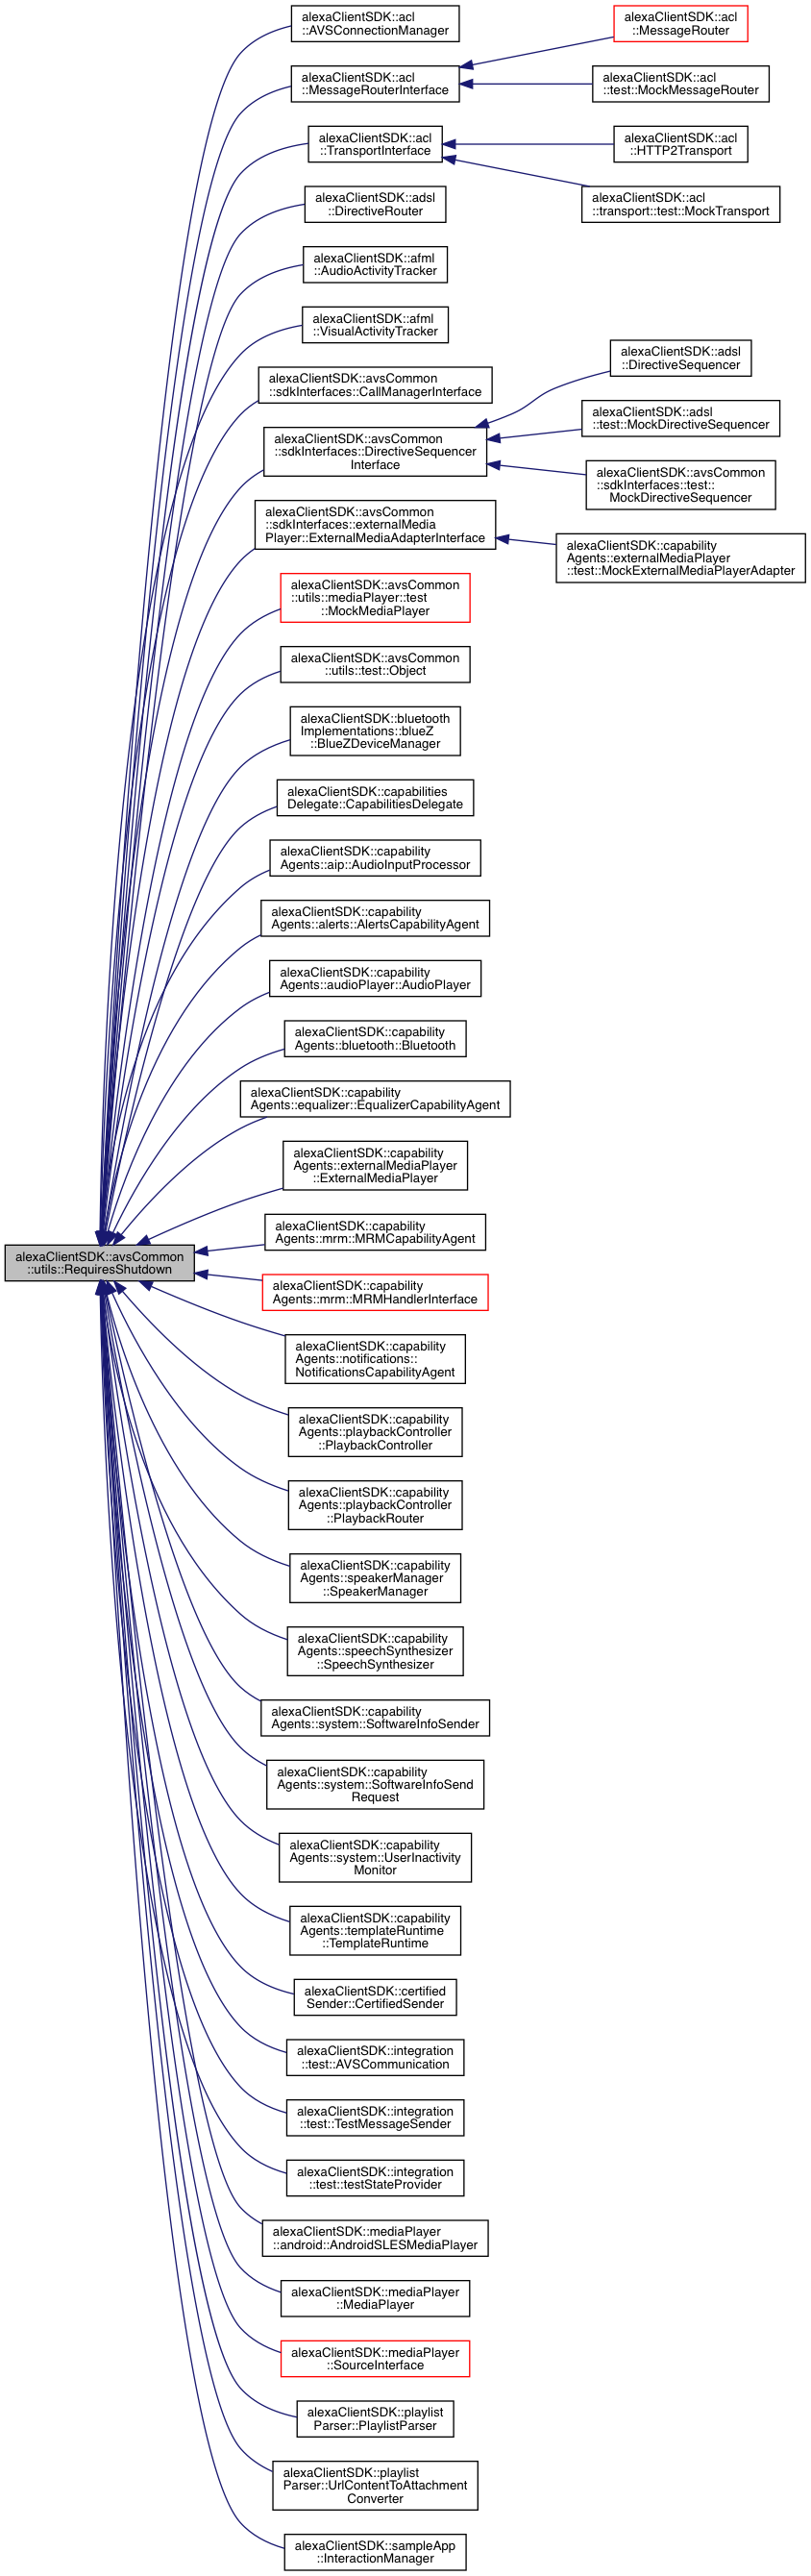 alexaClientSDK::acl
::AVSConnectionManager
alexaClientSDK::acl
::MessageRouter
alexaClientSDK::acl
::MessageRouterInterface
alexaClientSDK::acl
::test::MockMessageRouter
alexaClientSDK::acl
::TransportInterface
alexaClientSDK::acl
::HTTP2Transport
alexaClientSDK::acl
::transport::test::MockTransport
alexaClientSDK::adsl
::DirectiveRouter
alexaClientSDK::afml
::AudioActivityTracker
alexaClientSDK::afml
::VisualActivityTracker
alexaClientSDK::adsl
::DirectiveSequencer
alexaClientSDK::avsCommon
::sdkInterfaces::CallManagerInterface
alexaClientSDK::adsl
::test::MockDirectiveSequencer
alexaClientSDK::avsCommon
::sdkInterfaces::DirectiveSequencer
Interface
alexaClientSDK::avsCommon
::sdkInterfaces::test::
MockDirectiveSequencer
alexaClientSDK::avsCommon
::sdkInterfaces::externalMedia
Player::ExternalMediaAdapterInterface
alexaClientSDK::capability
Agents::externalMediaPlayer
::test::MockExternalMediaPlayerAdapter
alexaClientSDK::avsCommon
::utils::mediaPlayer::test
::MockMediaPlayer
alexaClientSDK::avsCommon
::utils::test::Object
alexaClientSDK::bluetooth
Implementations::blueZ
::BlueZDeviceManager
alexaClientSDK::capabilities
Delegate::CapabilitiesDelegate
alexaClientSDK::capability
Agents::aip::AudioInputProcessor
alexaClientSDK::capability
Agents::alerts::AlertsCapabilityAgent
alexaClientSDK::capability
Agents::audioPlayer::AudioPlayer
alexaClientSDK::capability
Agents::bluetooth::Bluetooth
alexaClientSDK::capability
Agents::equalizer::EqualizerCapabilityAgent
alexaClientSDK::capability
Agents::externalMediaPlayer
::ExternalMediaPlayer
alexaClientSDK::capability
Agents::mrm::MRMCapabilityAgent
alexaClientSDK::avsCommon
::utils::RequiresShutdown
alexaClientSDK::capability
Agents::mrm::MRMHandlerInterface
alexaClientSDK::capability
Agents::notifications::
NotificationsCapabilityAgent
alexaClientSDK::capability
Agents::playbackController
::PlaybackController
alexaClientSDK::capability
Agents::playbackController
::PlaybackRouter
alexaClientSDK::capability
Agents::speakerManager
::SpeakerManager
alexaClientSDK::capability
Agents::speechSynthesizer
::SpeechSynthesizer
alexaClientSDK::capability
Agents::system::SoftwareInfoSender
alexaClientSDK::capability
Agents::system::SoftwareInfoSend
Request
alexaClientSDK::capability
Agents::system::UserInactivity
Monitor
alexaClientSDK::capability
Agents::templateRuntime
::TemplateRuntime
alexaClientSDK::certified
Sender::CertifiedSender
alexaClientSDK::integration
::test::AVSCommunication
alexaClientSDK::integration
::test::TestMessageSender
alexaClientSDK::integration
::test::testStateProvider
alexaClientSDK::mediaPlayer
::android::AndroidSLESMediaPlayer
alexaClientSDK::mediaPlayer
::MediaPlayer
alexaClientSDK::mediaPlayer
::SourceInterface
alexaClientSDK::playlist
Parser::PlaylistParser
alexaClientSDK::playlist
Parser::UrlContentToAttachment
Converter
alexaClientSDK::sampleApp
::InteractionManager